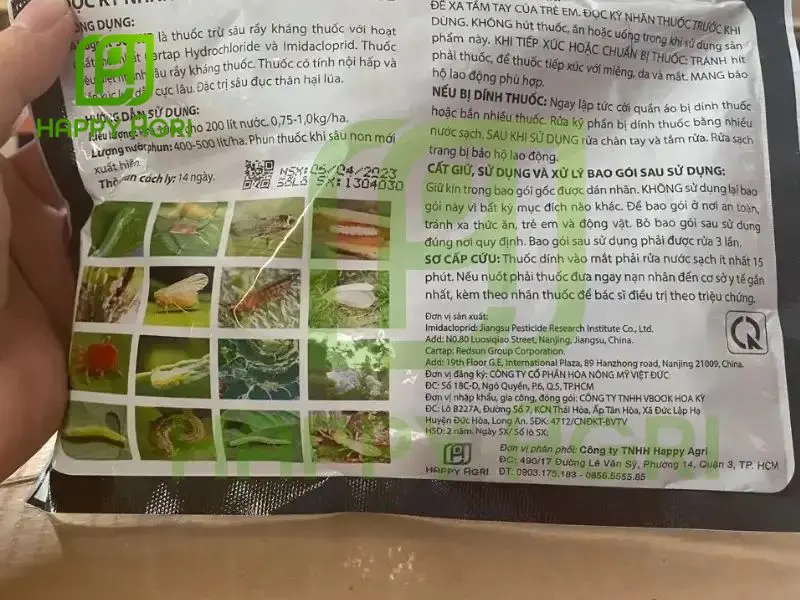 ĐỌC KỸ NHÃN
CÔNG DỤNG:
là thuốc trừ sâu rầy kháng thuốc với hoạt
Cartap Hydrochloride và Imidacloprid. Thuốc
rầy kháng thuốc. Thuốc có tính nội hấp và
cực lâu. Đặc trị sâu đục thân hại lúa.
HƯỚNG DẪN SỬ DỤNG:
Liều lượng: cho 200 lít nước. 0,75-1,0kg/ha.
Lượng nước phun: 400-500 lít/ha. Phun thuốc khi sâu non mới
xuất hiện.
Thời gian cách ly: 14 ngày.
NSX: 05/04/2023
SỐ LÔ SX: 1304030
HAPPY AGRI
ĐỂ XA TẦM TAY CỦA TRẺ EM. ĐỌC KỸ NHÃN THUỐC TRƯỚC KHI
DÙNG. KHÔNG hút thuốc, ăn hoặc uống trong khi sử dụng sản
phẩm này. KHI TIẾP XÚC HOẶC CHUẨN BỊ THUỐC: TRÁNH hít
phải thuốc, để thuốc tiếp xúc với miệng, da và mắt. MANG bảo
hộ lao động phù hợp.
NẾU BỊ DÍNH THUỐC: Ngay lập tức cởi quần áo bị dính thuốc
hoặc bắn nhiều thuốc. Rửa kỹ phần bị dính thuốc bằng nhiều
nước sạch. SAU KHI SỬ DỤNG rửa chân tay và tắm rửa. Rửa sạch
trang bị bảo hộ lao động.
CẤT GIỮ, SỬ DỤNG VÀ XỬ LÝ BAO GÓI SAU SỬ DỤNG:
Giữ kín trong bao gói gốc được dán nhãn. KHÔNG sử dụng lại bao
gói này vì bất kỳ mục đích nào khác. Để bao gói ở nơi an toàn,
tránh xa thức ăn, trẻ em và động vật. Bỏ bao gói sau sử dụng
đúng nơi quy định. Bao gói sau sử dụng phải được rửa 3 lần.
SƠ CẤP CỨU: Thuốc dính vào mắt phải rửa nước sạch ít nhất 15
phút. Nếu nuốt phải thuốc đưa ngay nạn nhân đến cơ sở y tế gần
nhất, kèm theo nhãn thuốc để bác sĩ điều trị theo triệu chứng.
Đơn vị sản xuất:
Imidacloprid: Jiangsu Pesticide Research Institute Co., Ltd.
Add: N0.80 Luosiqiao Street, Nanjing, Jiangsu, China.
Cartap: Redsun Group Corporation.
Add: 19th Floor G.E, International Plaza, 89 Hanzhong road, Nanjing 21009, China.
Đơn vị đăng ký: CÔNG TY CỔ PHẦN HÓA NÔNG MỸ VIỆT ĐỨC
ĐC: Số 18C-D, Ngô Quyền, P.6, Q.5, TP.HCM
Đơn vị nhập khẩu, gia công, đóng gói: CÔNG TY TNHH VBOOK HOA KỲ
ĐC: Lô B227A, Đường Số 7, KCN Thái Hòa, Ấp Tân Hòa, Xã Đức Lập Hạ
Huyện Đức Hòa, Long An. SĐK: 4712/CNĐKT-BVTV
HSD: 2 năm. Ngày SX/ Số lô SX:
HAPPY AGRI
Đơn vị phân phối: Công ty TNHH Happy Agri
ĐC: 490/17 Đường Lê Văn Sỹ, Phường 14, Quận 3, TP. HCM
ĐT: 0903.175.183 - 0856.5555.85
HAPPY AGRI